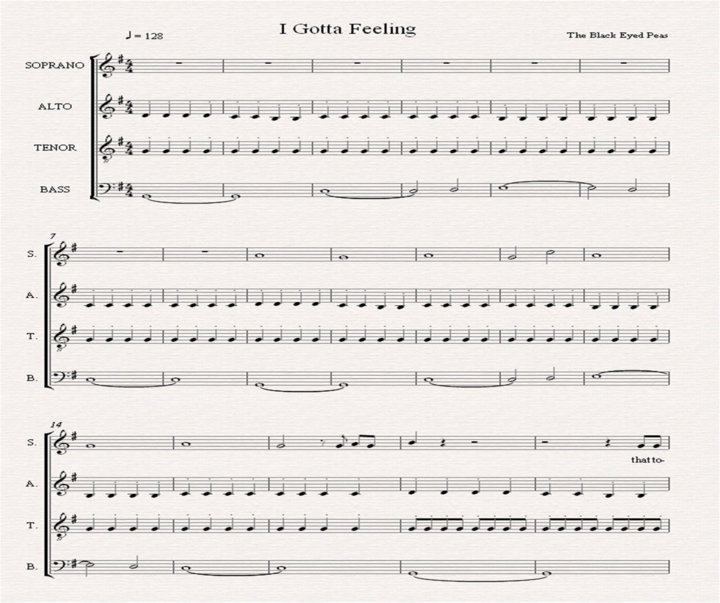 I Gotta Feeling
♩ = 128
The Black Eyed Peas
SOPRANO
ALTO
TENOR
BASS
7
S.
A.
T.
B.
14
S.
that to-
A.
T.
B.